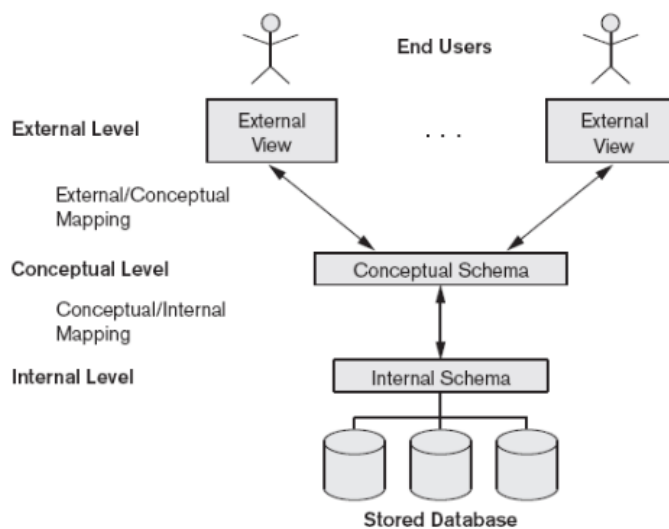 End Users
External Level
External
View
. . .
External
View
External/Conceptual
Mapping
Conceptual Level
Conceptual Schema
Conceptual/Internal
Mapping
Internal Level
Internal Schema
Stored Database